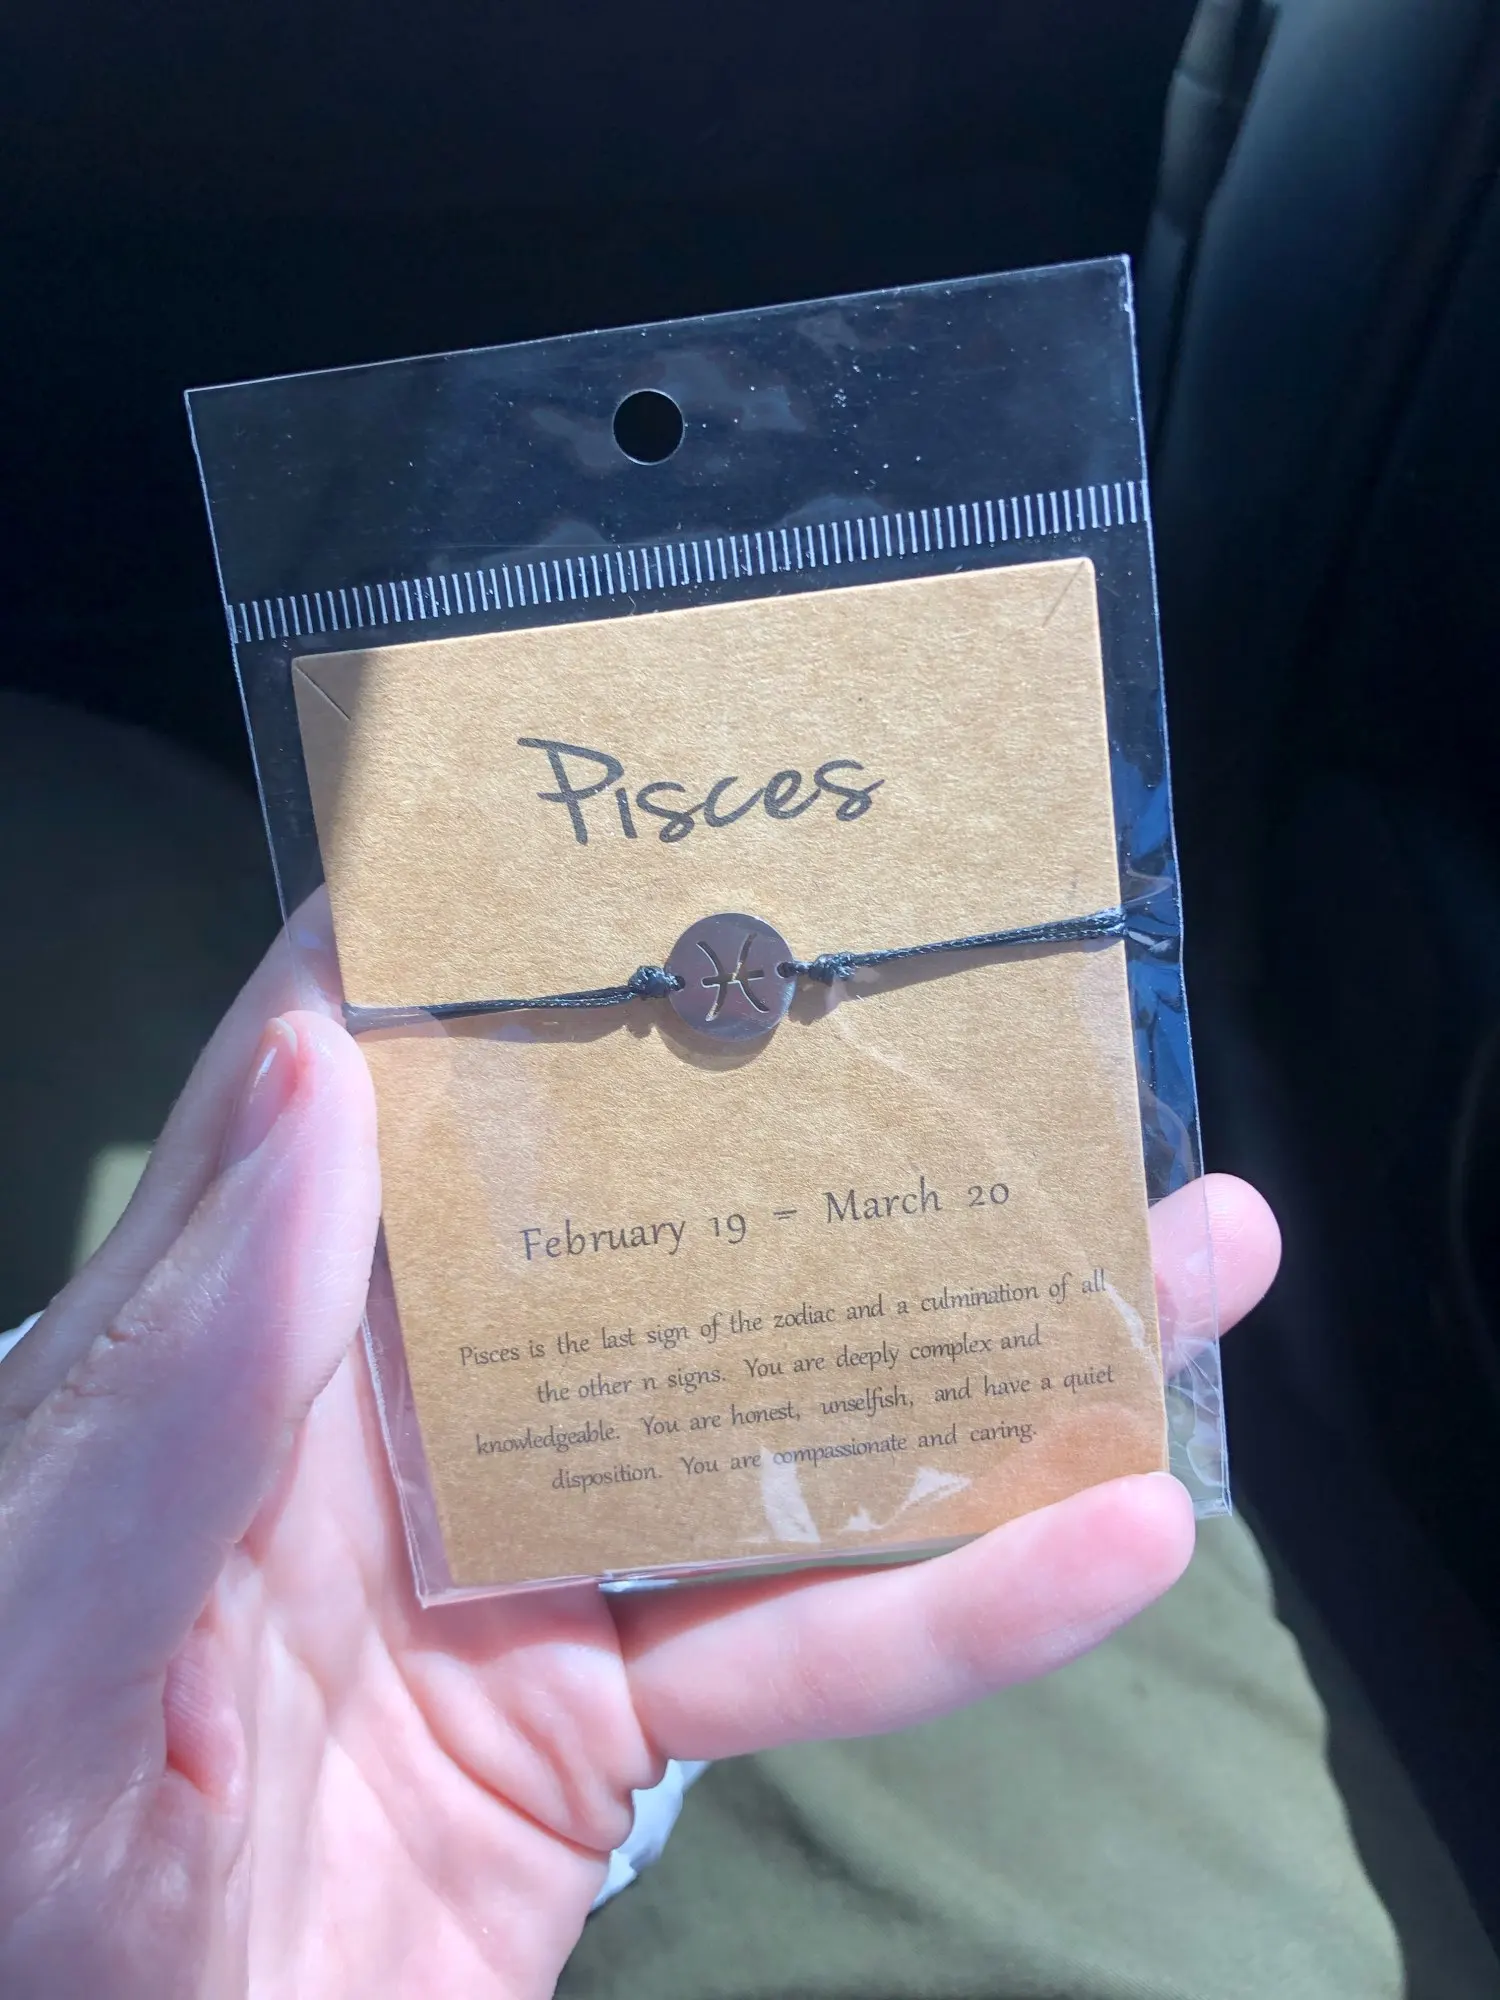 Pisces
February 19 - March 20
Pisces is the last sign of the zodiac and a culmination of all
the other n signs. You are deeply complex and
knowledgeable. You are honest, unselfish, and have a quiet
disposition. You are compassionate and caring.